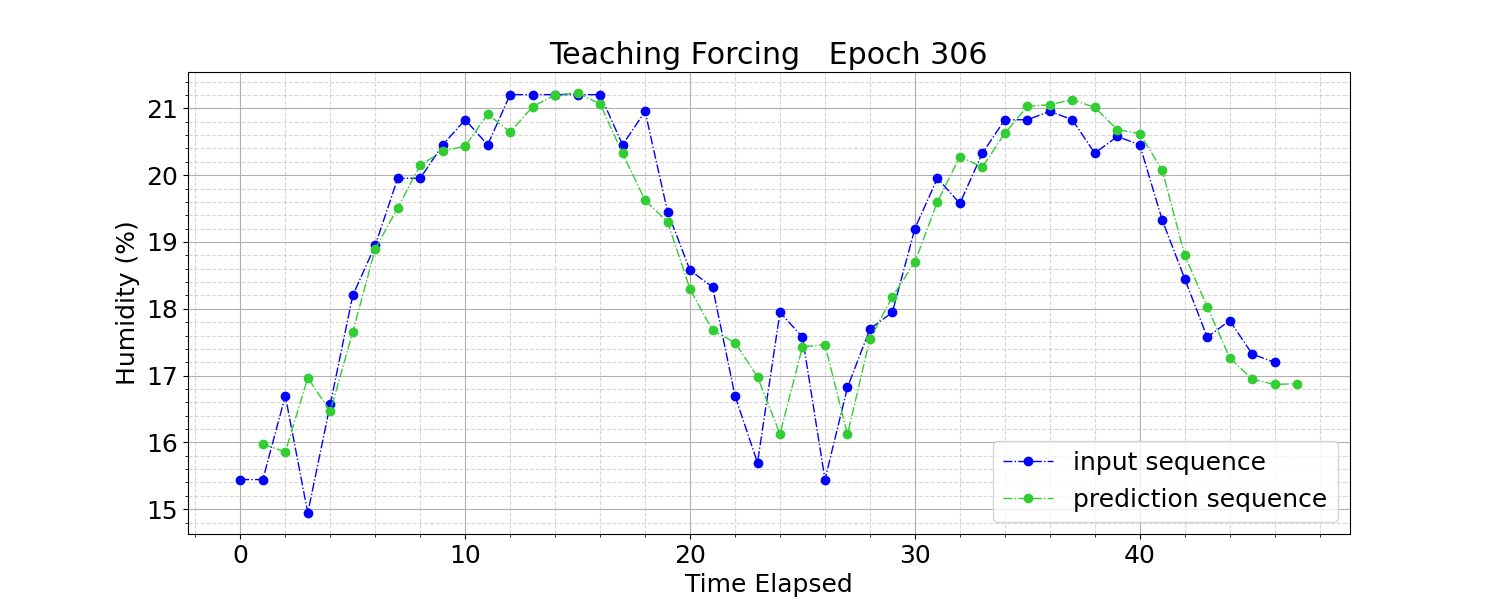 Teaching Forcing   Epoch 306
Humidity (%)
21
20
19
18
17
16
15
0 10 20 30 40
Time Elapsed
input sequence
prediction sequence